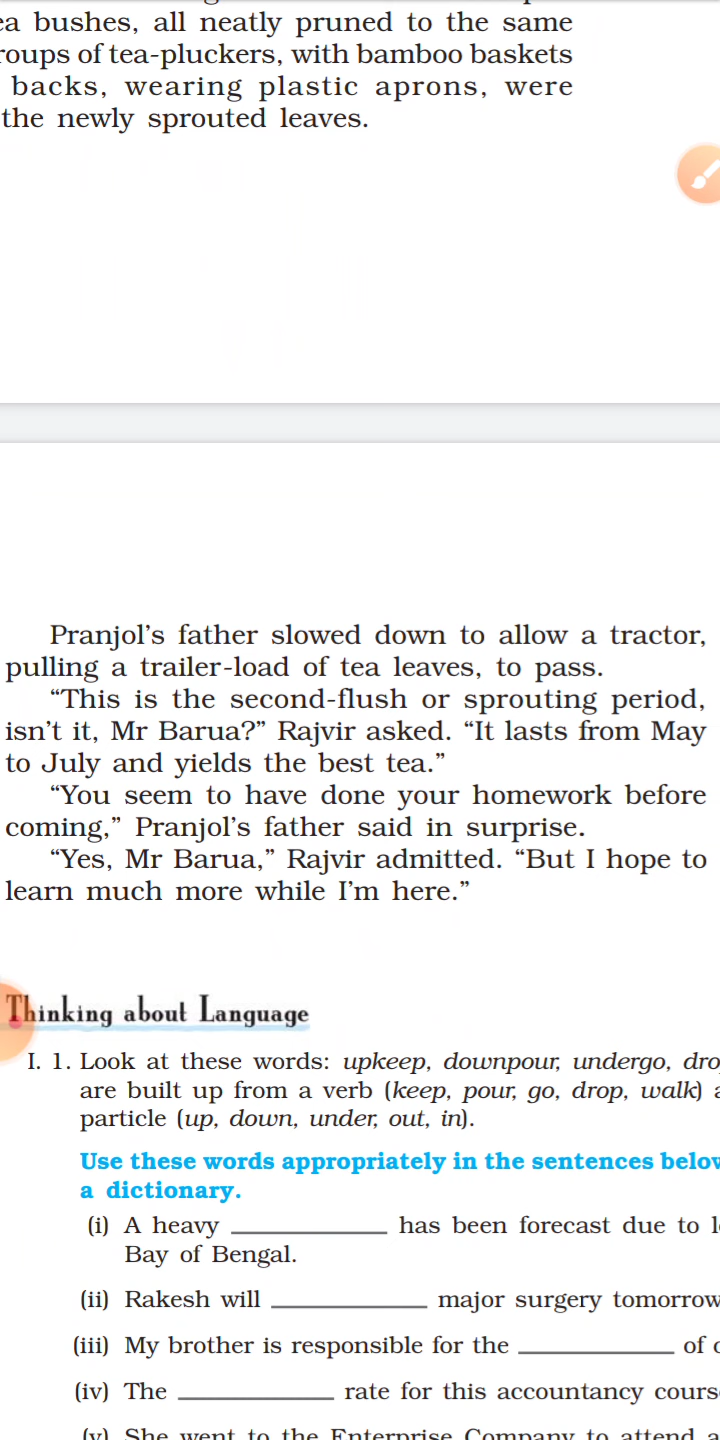 bushes, all neatly pruned to the same
of tea-pluckers, with bamboo baskets
backs, wearing plastic aprons, were
the newly sprouted leaves.
Pranjol’s father slowed down to allow a tractor,
pulling a trailer-load of tea leaves, to pass.
“This is the second-flush or sprouting period,
isn’t it, Mr Barua?” Rajvir asked. “It lasts from May
to July and yields the best tea.”
“You seem to have done your homework before
coming,” Pranjol’s father said in surprise.
“Yes, Mr Barua,” Rajvir admitted. “But I hope to
learn much more while I’m here.”
Thinking about Language
I. 1. Look at these words: upkeep, downpour, undergo,
are built up from a verb (keep, pour, go, drop, walk)
particle (up, down, under, out, in).
Use these words appropriately in the sentences
a dictionary.
(i) A heavy ____________ has been forecast due to
Bay of Bengal.
(ii) Rakesh will ____________ major surgery tomorrow
(iii) My brother is responsible for the ____________ of
(iv) The ____________ rate for this accountancy
(v) She went to the Enterprise Company to attend a